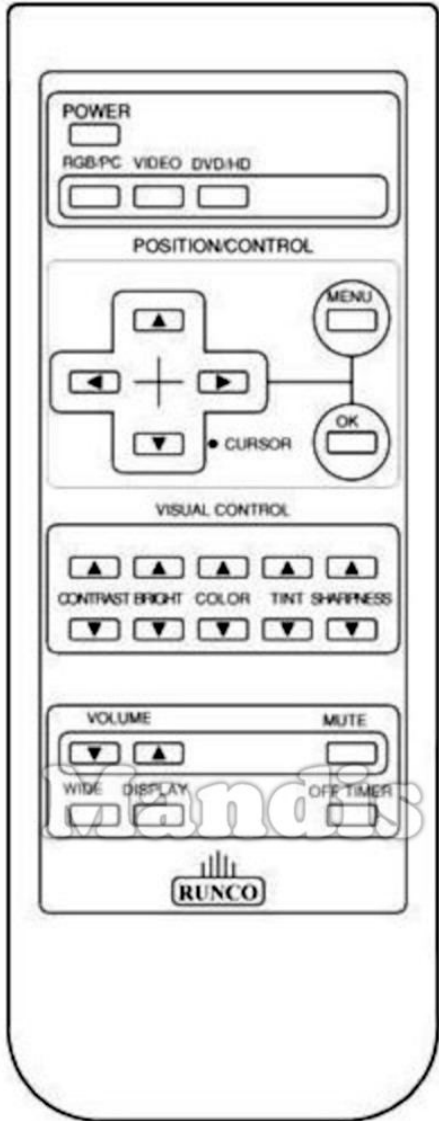 POWER
RGB/PC VIDEO DVD/HD
POSITION/CONTROL
MENU
OK
• CURSOR
VISUAL CONTROL
CONTRAST BRIGHT COLOR TINT SHARPNESS
VOLUME MUTE
WIDE DISPLAY OFF TIMER
Mandis
RUNCO